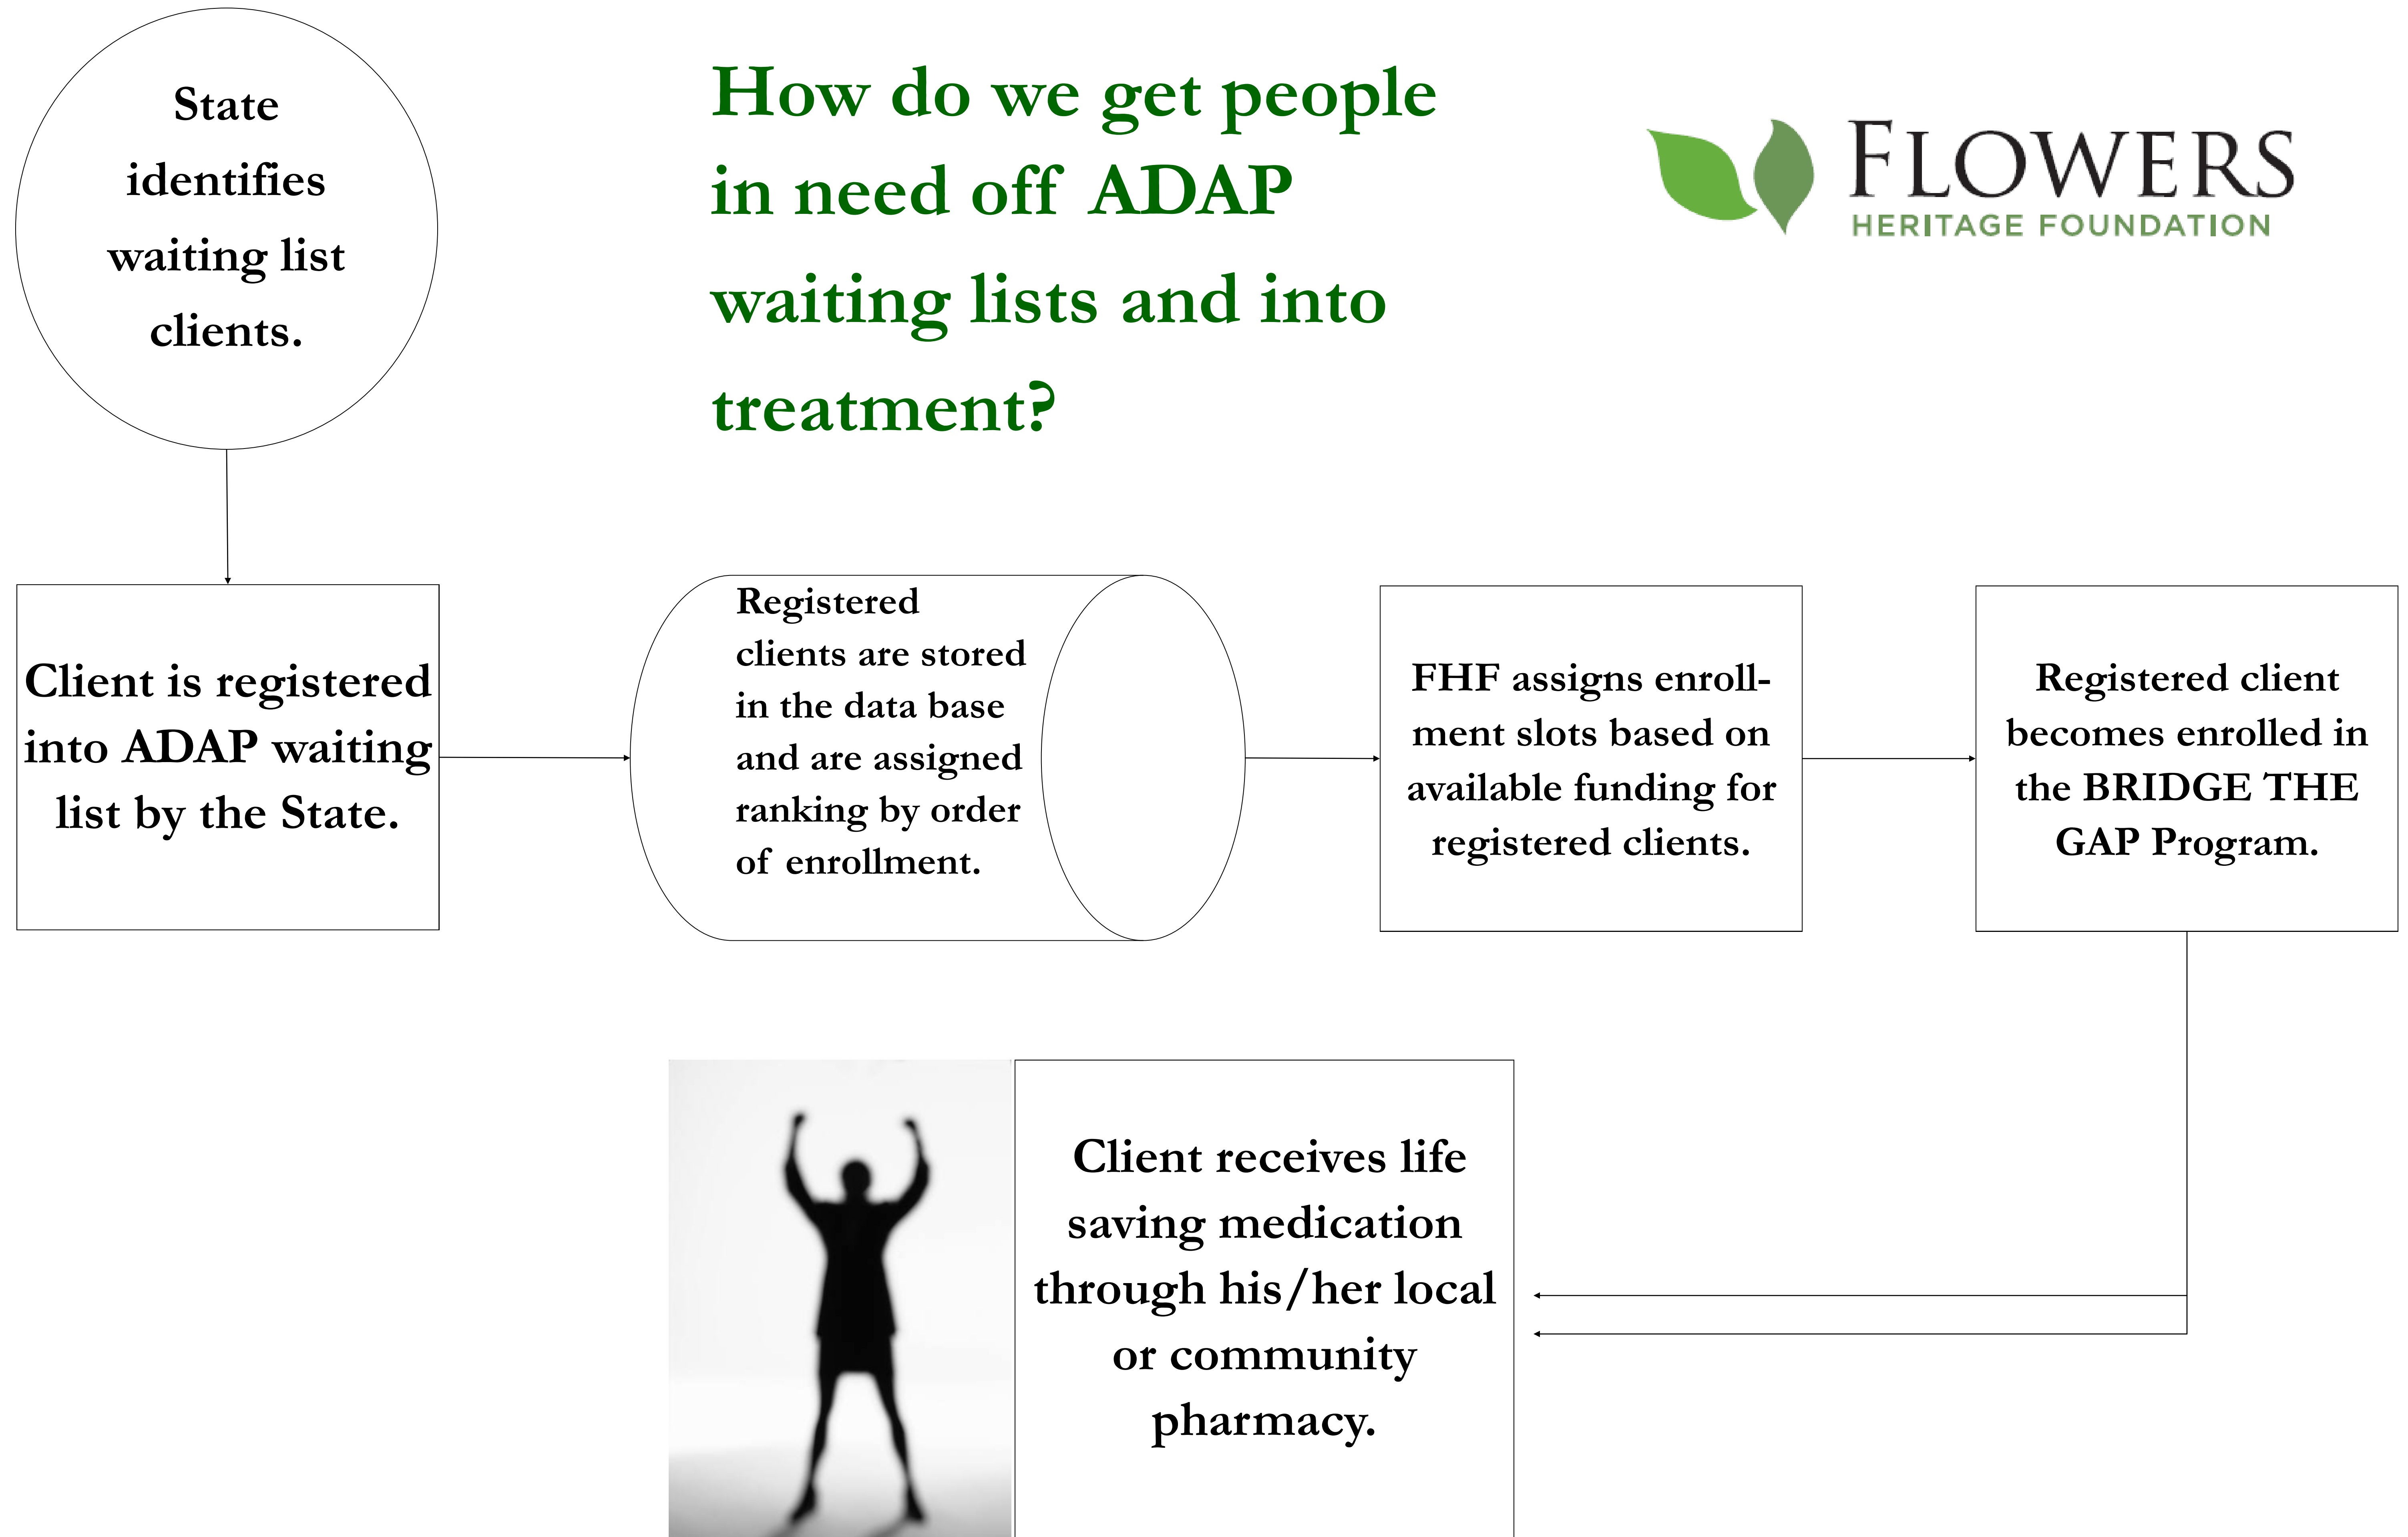 State
identifies
waiting list
clients.
How do we get people
in need off ADAP
waiting lists and into
treatment?
FLOWERS
HERITAGE FOUNDATION
Client is registered
into ADAP waiting
list by the State.
Registered
clients are stored
in the data base
and are assigned
ranking by order
of enrollment.
FHF assigns enroll-
ment slots based on
available funding for
registered clients.
Registered client
becomes enrolled in
the BRIDGE THE
GAP Program.
Client receives life
saving medication
through his/her local
or community
pharmacy.